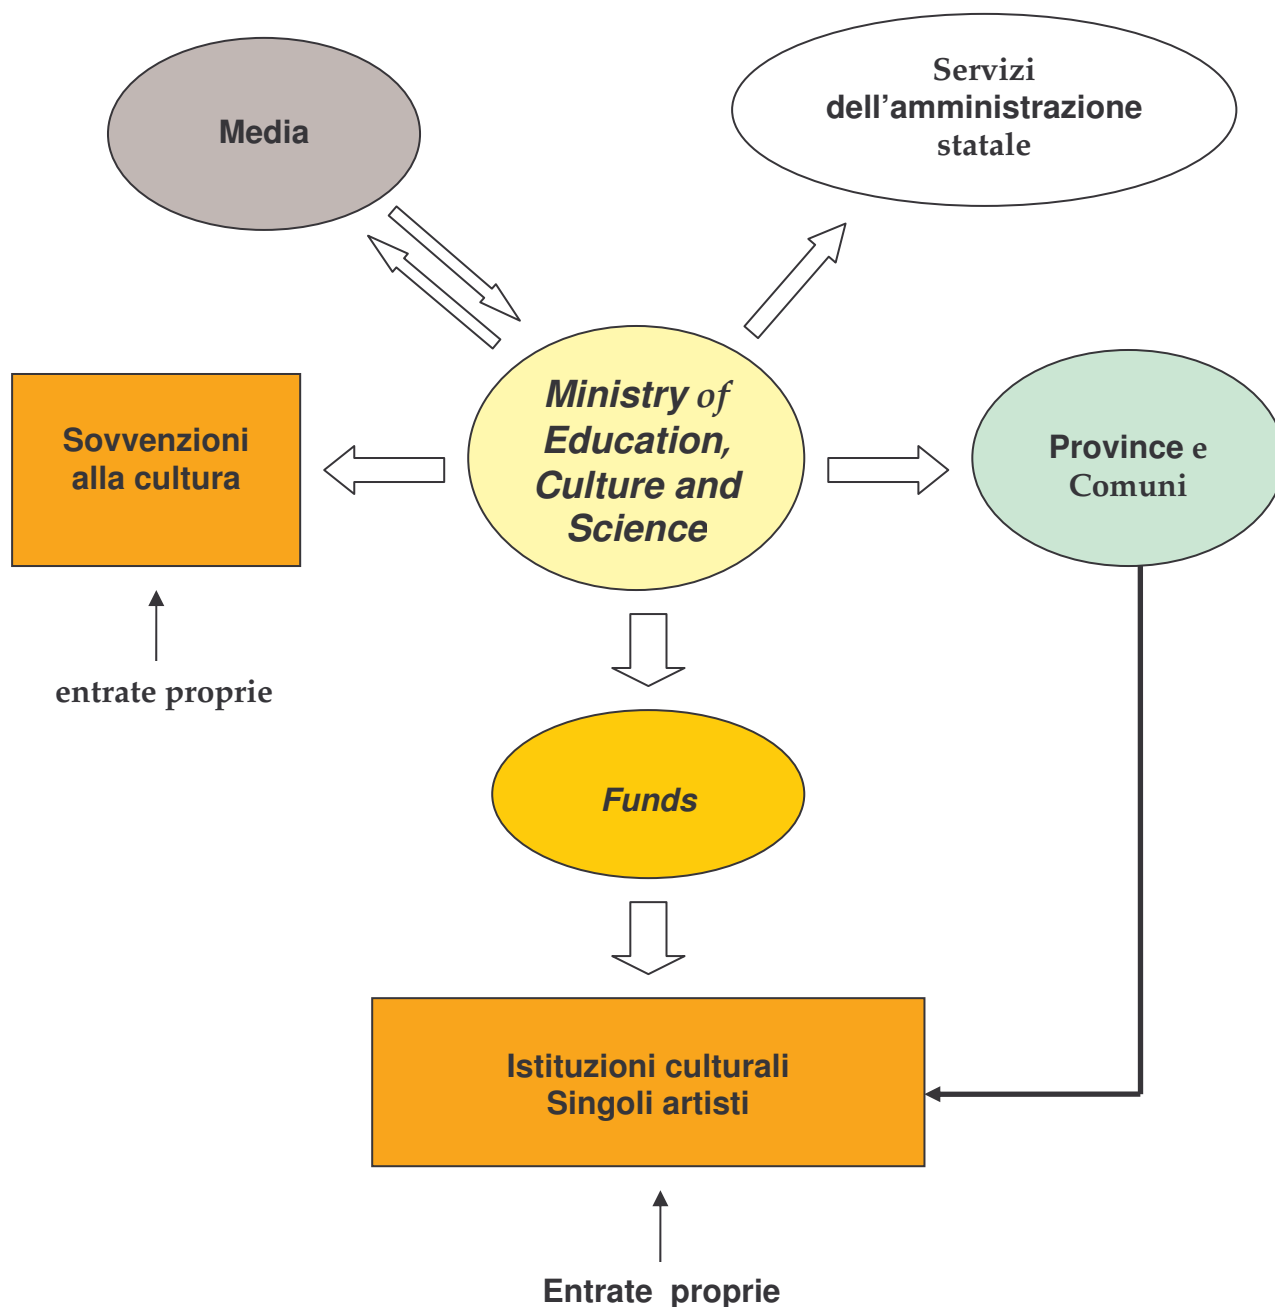 Media
Servizi
dell’amministrazione
statale
Ministry of
Education,
Culture and
Science
Sovvenzioni
alla cultura
Province e
Comuni
entrate proprie
Funds
Istituzioni culturali
Singoli artisti
Entrate proprie